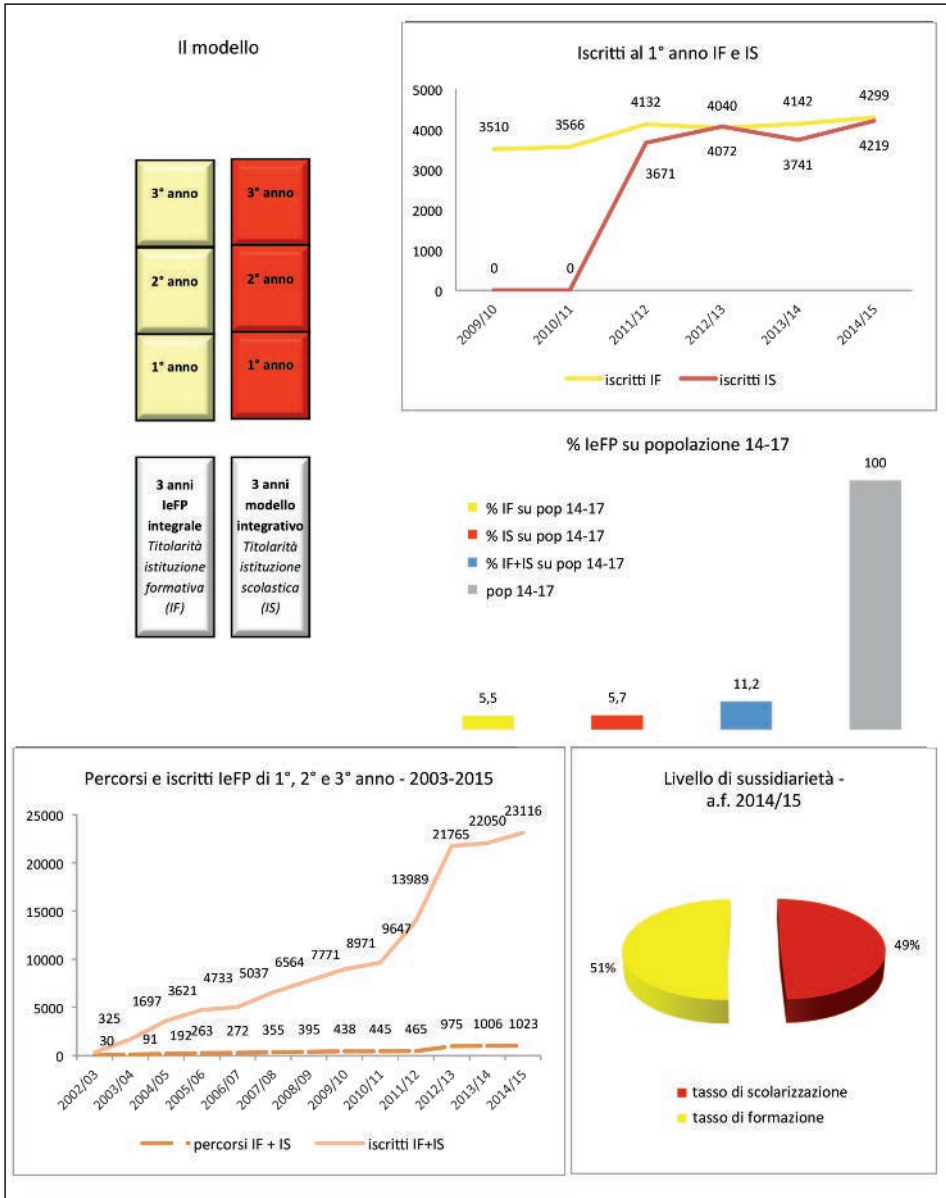 Il modello
3° anno
3° anno
2° anno
2° anno
1° anno
1° anno
3 anni
IeFP
integrale
Titolarità
istituzione
formativa
(IF)
3 anni
modello
integrativo
Titolarità
istituzione
scolastica
(IS)
Iscritti al 1° anno IF e IS
5000
4000
3000
2000
1000
0
3510
3566
4132
4040
4142
4299
0
0
3671
4072
3741
4219
2009/10
2010/11
2011/12
2012/13
2013/14
2014/15
iscritti IF
iscritti IS
% IeFP su popolazione 14-17
% IF su pop 14-17
% IS su pop 14-17
% IF+IS su pop 14-17
pop 14-17
5,5
5,7
11,2
100
Percorsi e iscritti IeFP di 1°, 2° e 3° anno - 2003-2015
25000
20000
15000
10000
5000
0
325
1697
3621
4733
5037
6564
7771
8971
9647
13989
21765
22050
23116
30
91
192
263
272
355
395
438
445
465
975
1006
1023
2002/03
2003/04
2004/05
2005/06
2006/07
2007/08
2008/09
2009/10
2010/11
2011/12
2012/13
2013/14
2014/15
percorsi IF + IS
iscritti IF+IS
Livello di sussidiarietà -
a.f. 2014/15
51%
49%
tasso di scolarizzazione
tasso di formazione